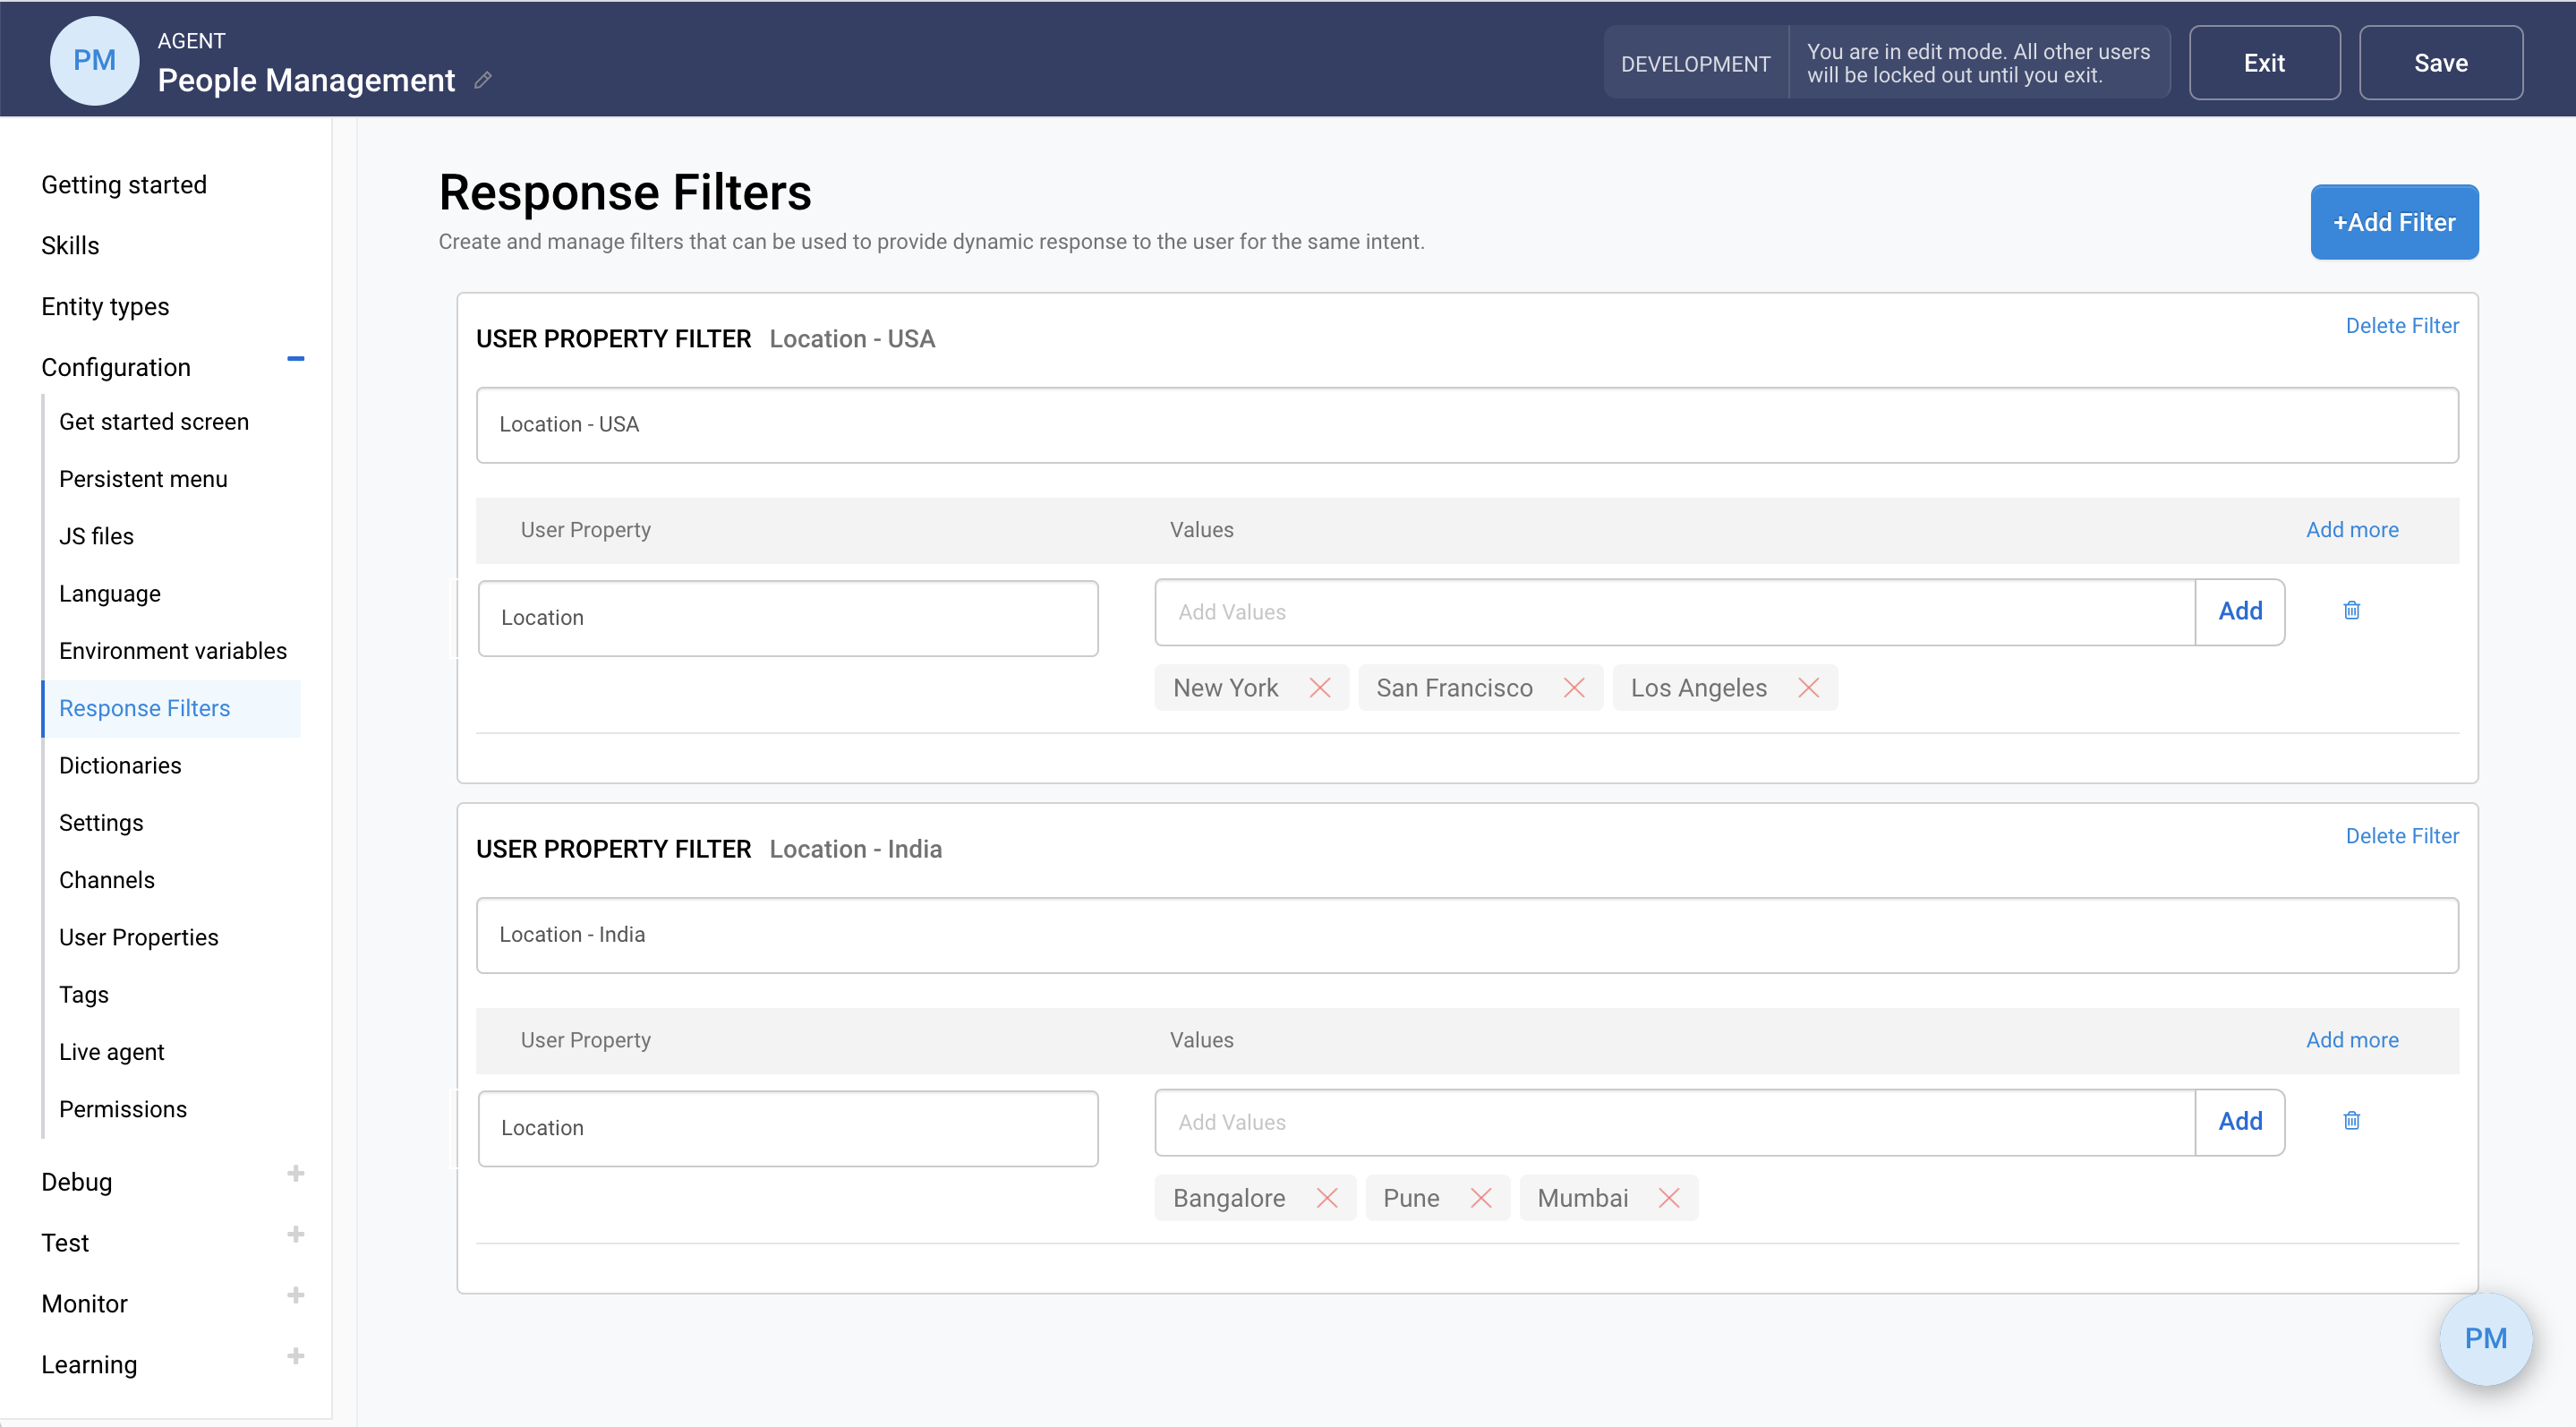 PM
AGENT
People Management
DEVELOPMENT
You are in edit mode. All other users
will be locked out until you exit.
Exit
Save
Getting started
Skills
Entity types
Configuration
Get started screen
Persistent menu
JS files
Language
Environment variables
Response Filters
Dictionaries
Settings
Channels
User Properties
Tags
Live agent
Permissions
Debug
Test
Monitor
Learning
Response Filters
Create and manage filters that can be used to provide dynamic response to the user for the same intent.
+Add Filter
USER PROPERTY FILTER Location - USA
Delete Filter
Location - USA
User Property Values Add more
Location
Add Values
Add
New York San Francisco Los Angeles
USER PROPERTY FILTER Location - India
Delete Filter
Location - India
User Property Values Add more
Location
Add Values
Add
Bangalore Pune Mumbai
PM